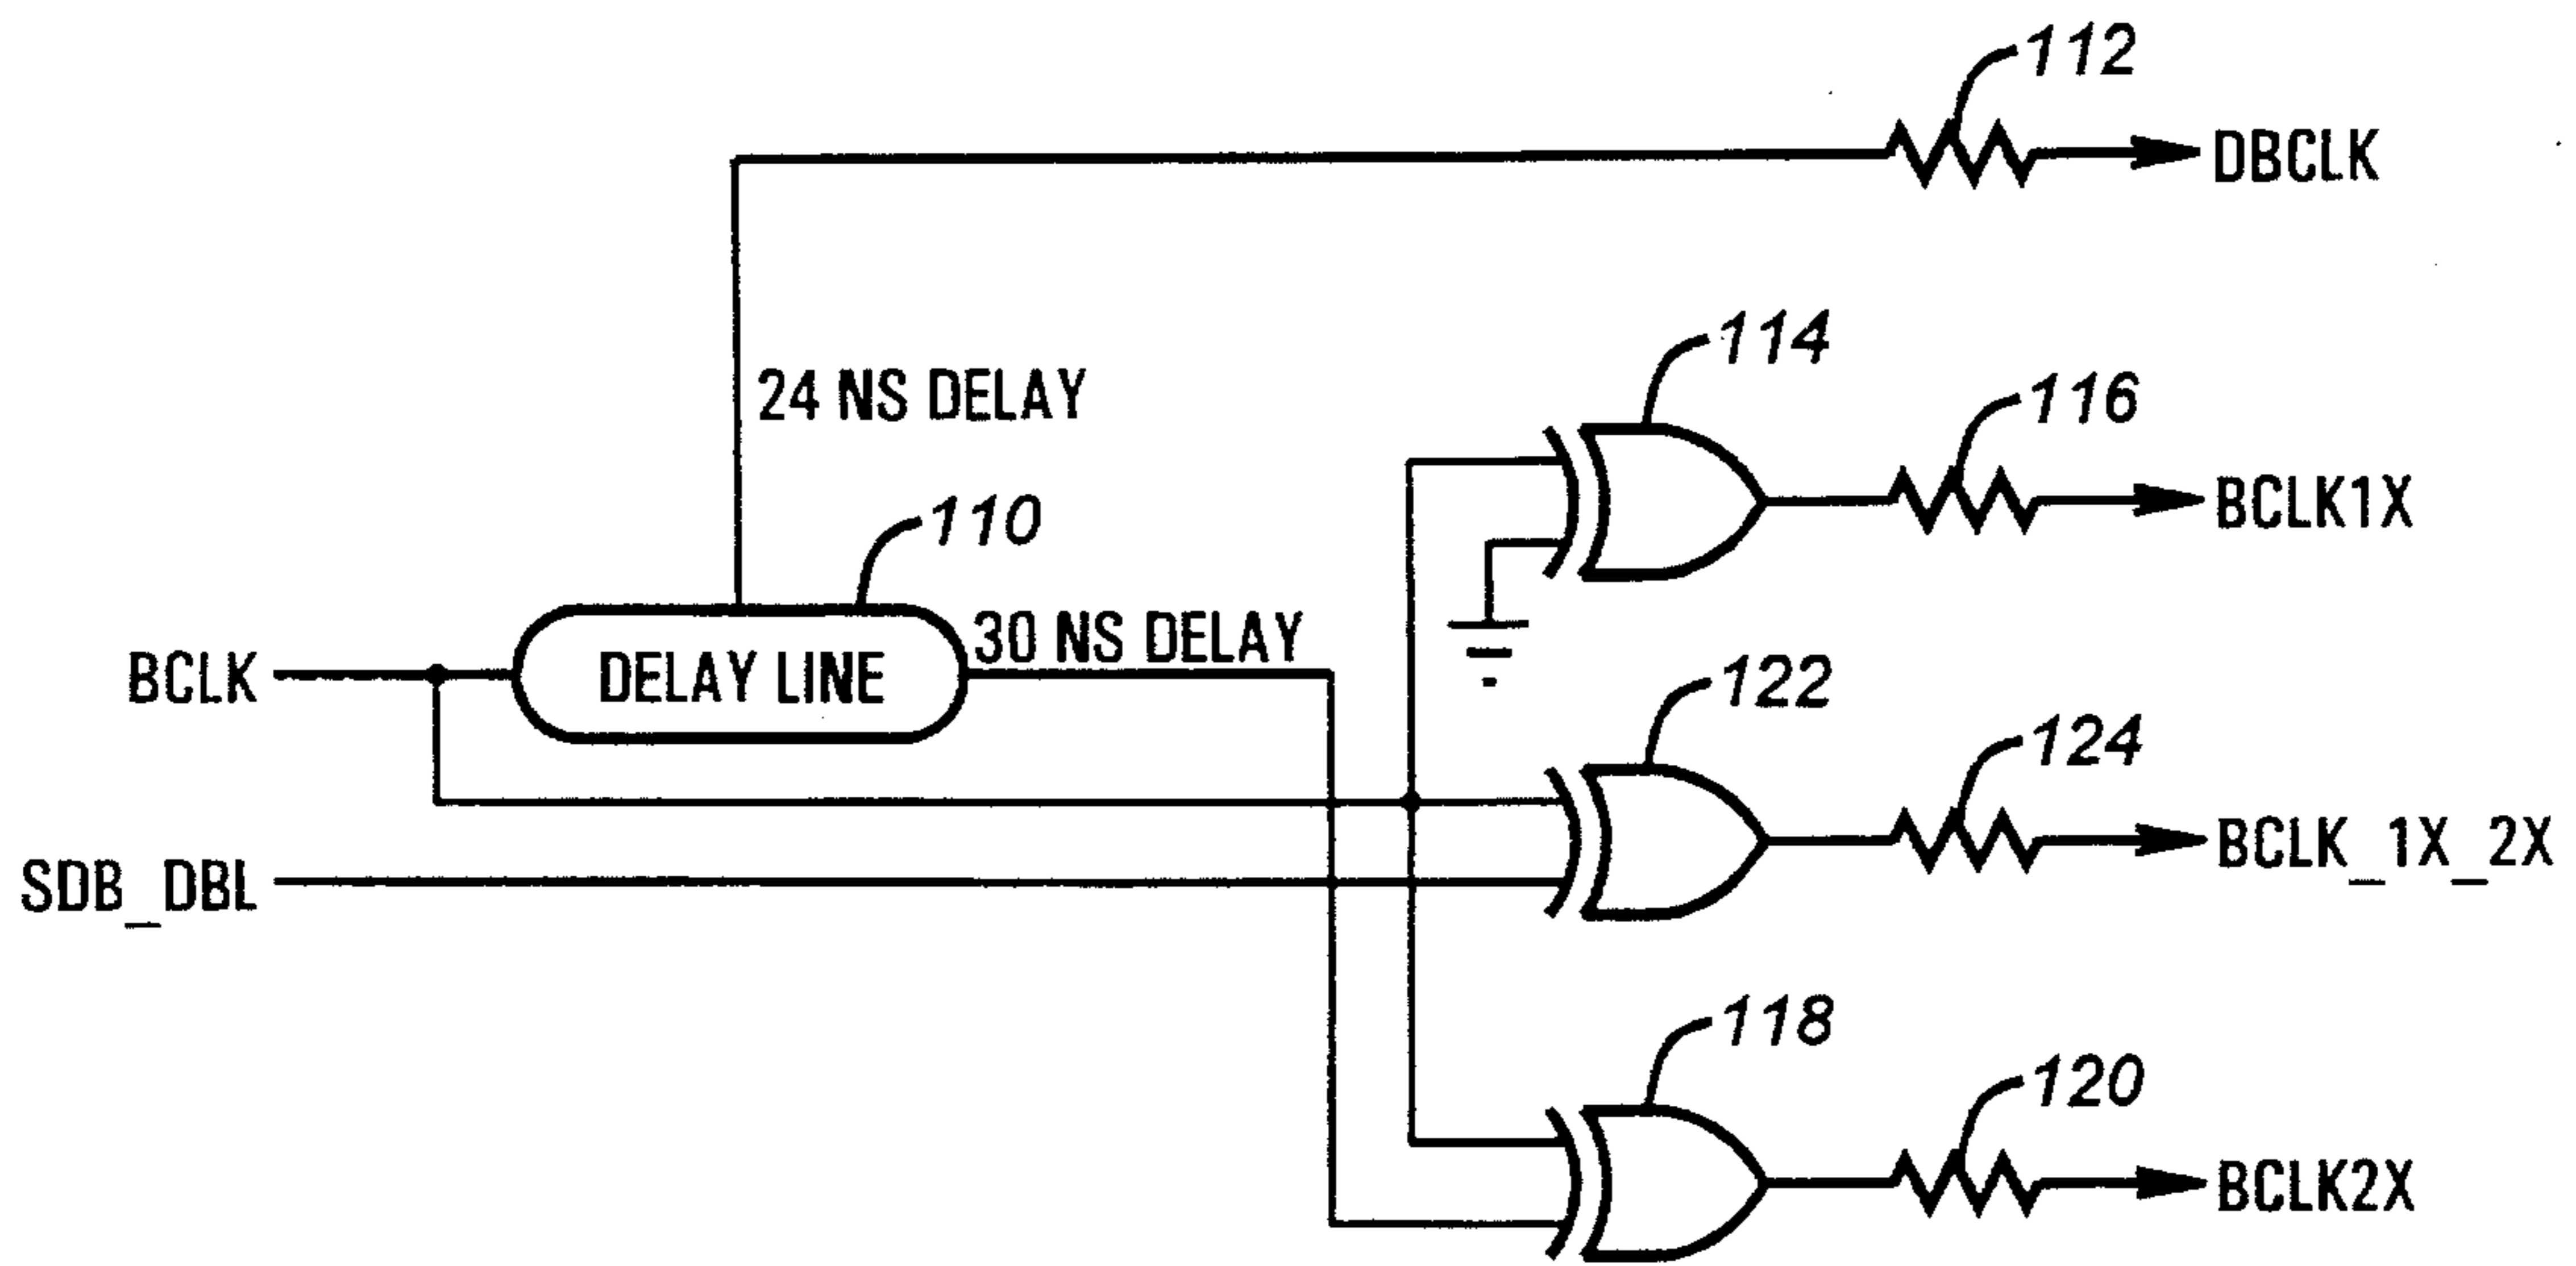 112
DBCLK
114
24 NS DELAY
116
BCLK1X
110
30 NS DELAY
BCLK
DELAY LINE
122
124
BCLK_1X_2X
SDB_DBL
118
120
BCLK2X